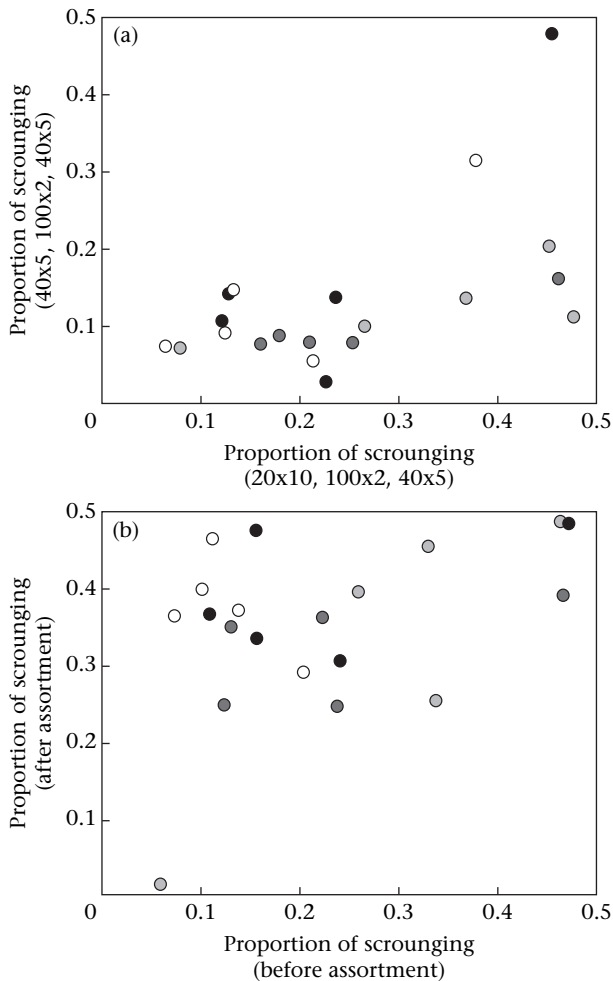 (a)
0.5
0.4
0.3
0.2
0.1
0
0.1
0.2
0.3
0.4
0.5
Proportion of scrounging
(40x5, 100x2, 40x5)
Proportion of scrounging
(20x10, 100x2, 40x5)
(b)
0.5
0.4
0.3
0.2
0.1
0
0.1
0.2
0.3
0.4
0.5
Proportion of scrounging
(after assortment)
Proportion of scrounging
(before assortment)